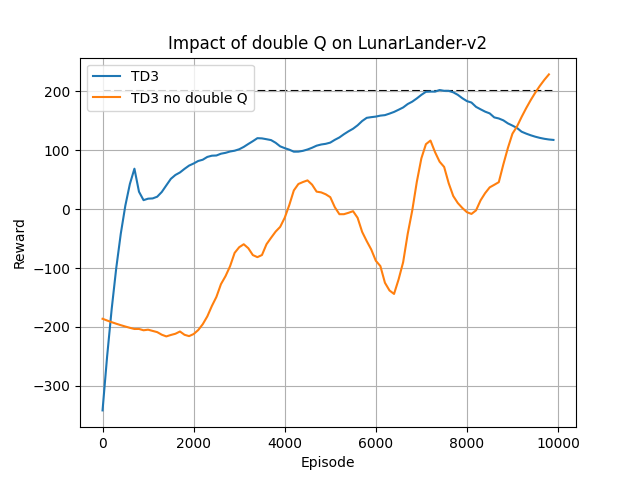 Impact of double Q on LunarLander-v2
TD3
TD3 no double Q
200
100
0
−100
−200
−300
Reward
0 2000 4000 6000 8000 10000
Episode